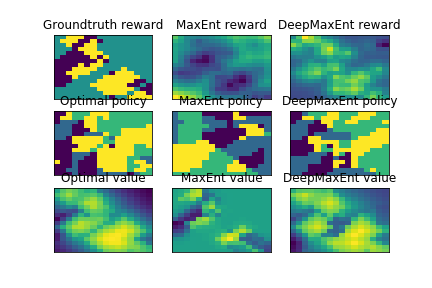 Groundtruth reward
MaxEnt reward
DeepMaxEnt reward
Optimal policy
MaxEnt policy
DeepMaxEnt policy
Optimal value
MaxEnt value
DeepMaxEnt value